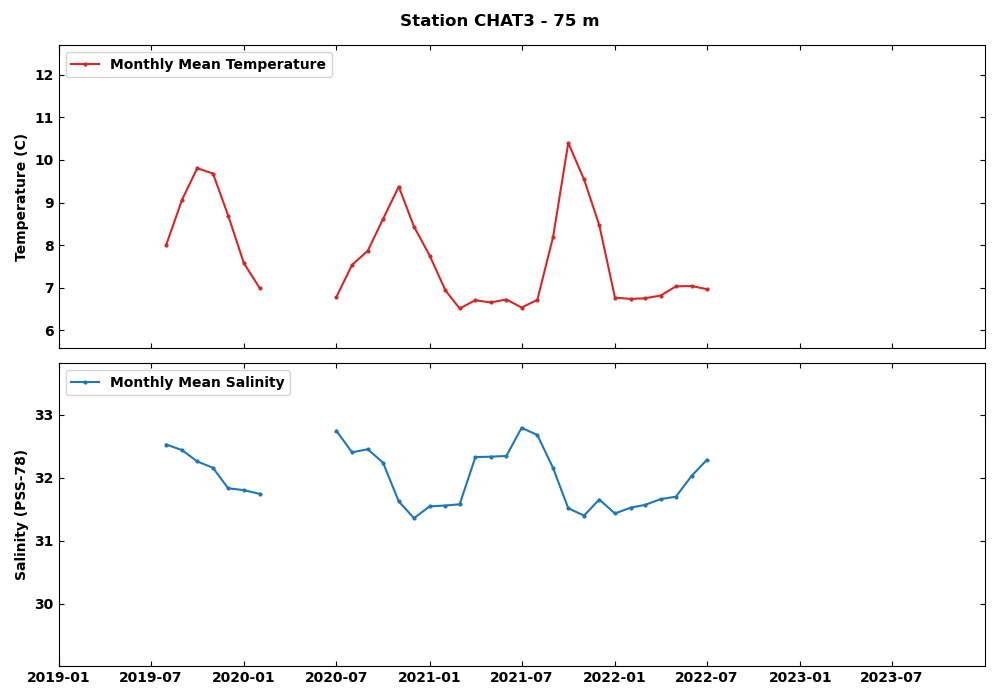 Station CHAT3 - 75 m
Monthly Mean Temperature
Temperature (C)
12
11
10
9
8
7
6
Monthly Mean Salinity
Salinity (PSS-78)
33
32
31
30
2019-01 2019-07 2020-01 2020-07 2021-01 2021-07 2022-01 2022-07 2023-01 2023-07